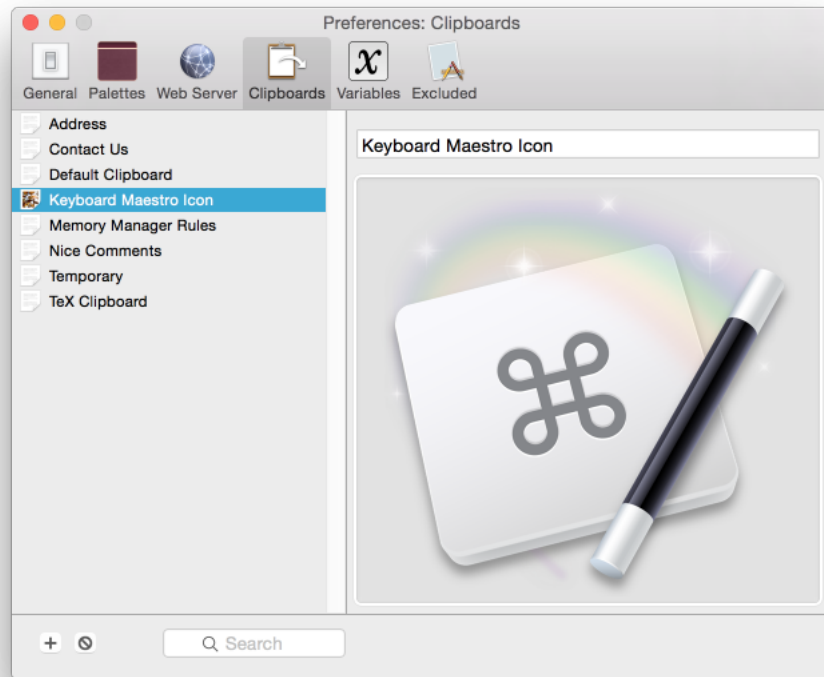 Preferences: Clipboards
General Palettes Web Server Clipboards Variables Excluded
Address
Contact Us
Default Clipboard
Keyboard Maestro Icon
Memory Manager Rules
Nice Comments
Temporary
TeX Clipboard
Keyboard Maestro Icon
Search